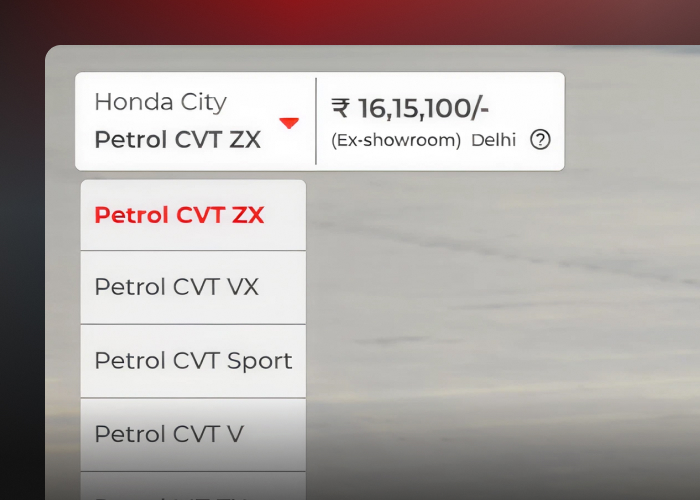 Honda City
Petrol CVT ZX
₹ 16,15,100/-
(Ex-showroom) Delhi ?
Petrol CVT ZX
Petrol CVT VX
Petrol CVT Sport
Petrol CVT V